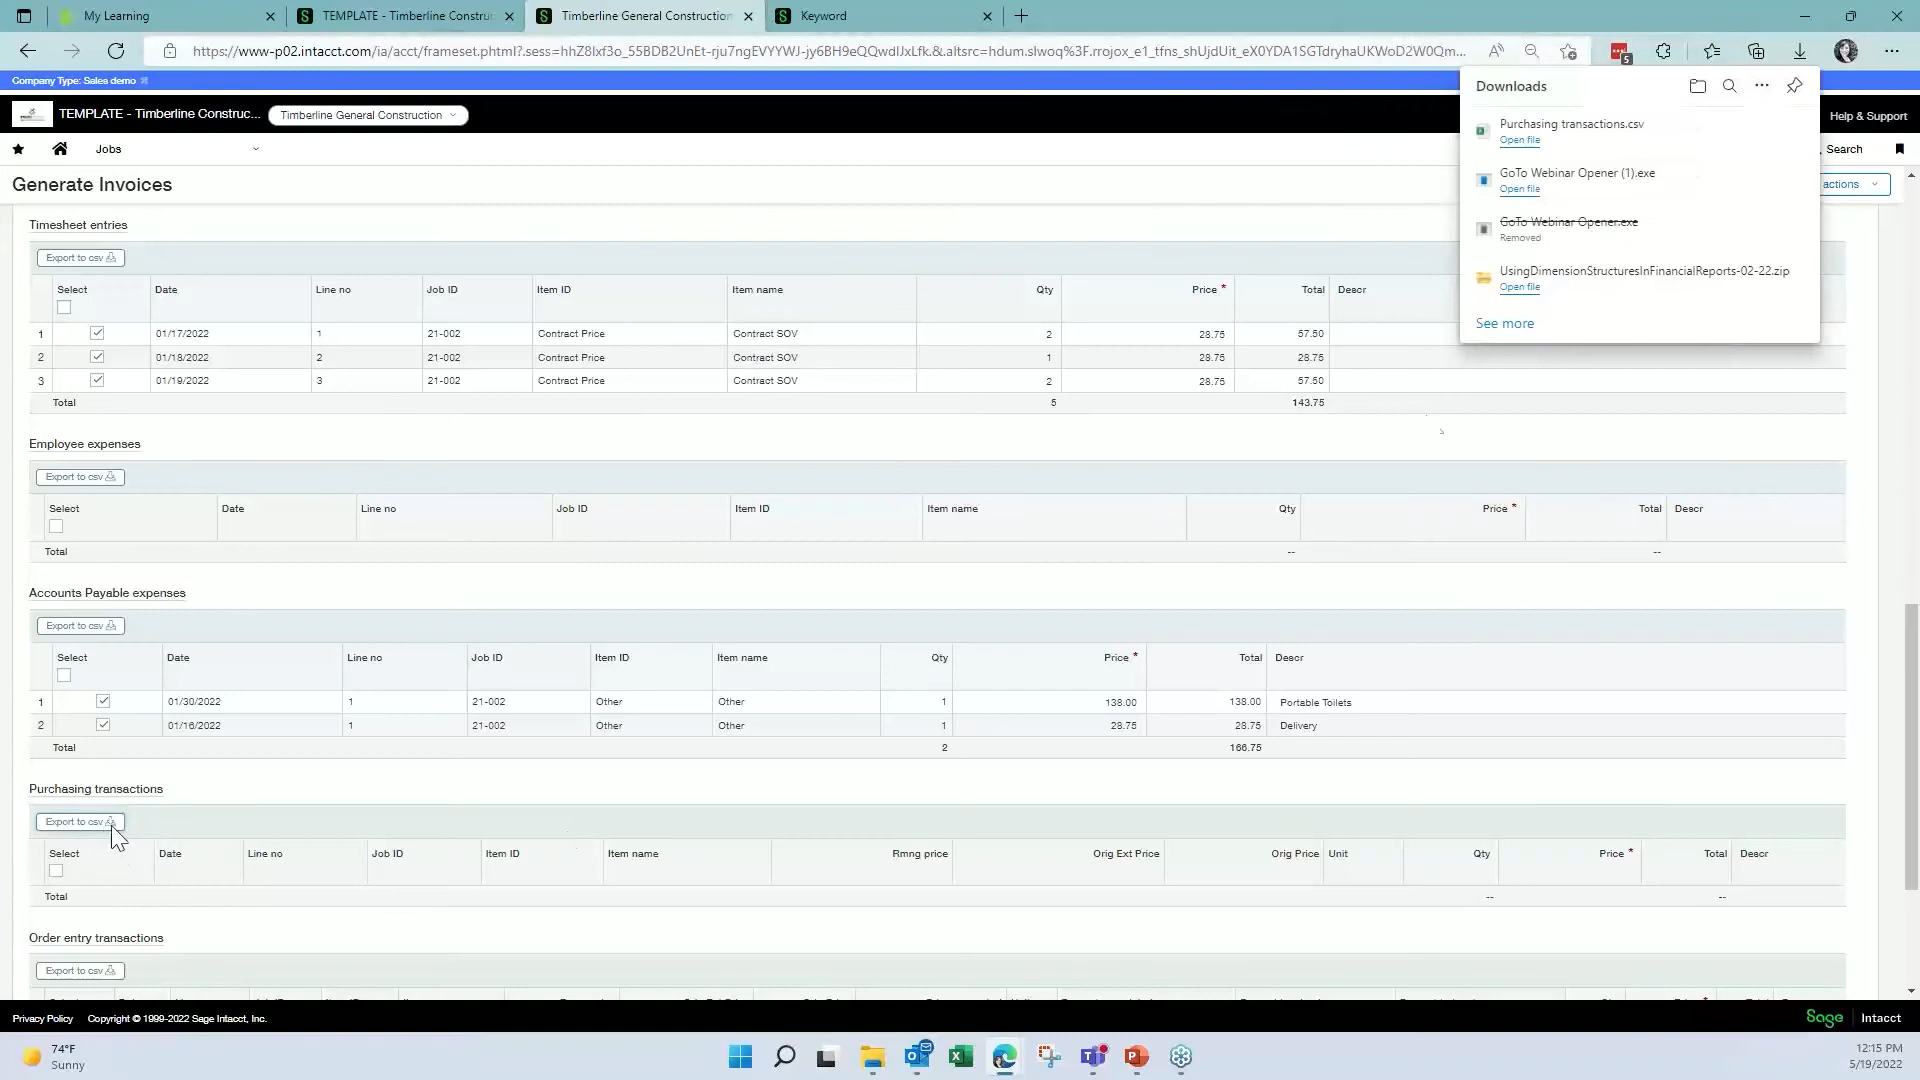 My Learning
TEMPLATE - Timberline Construc
Timberline General Construction
Keyword
https://www-p02.intacct.com/ia/acct/frameset.phtml?.sess=
5
Company Type: Sales demo
TEMPLATE - Timberline Construc...
Timberline General Construction
Help & Support
Jobs
Search
Generate Invoices
actions
Downloads
Purchasing transactions.csv
Open file
GoTo Webinar Opener (1).exe
Open file
GoTo Webinar Opener.exe
Removed
UsingDimensionStructuresInFinancialReports-02-22.zip
Open file
See more
Timesheet entries
Export to csv
Select Date Line no Job ID Item ID Item name Qty Price * Total Descr
1 01/17/2022 1 21-002 Contract Price Contract SOV 2 28.75 57.50
2 01/18/2022 2 21-002 Contract Price Contract SOV 1 28.75 28.75
3 01/19/2022 3 21-002 Contract Price Contract SOV 2 28.75 57.50
Total 5 143.75
Employee expenses
Export to csv
Select Date Line no Job ID Item ID Item name Qty Price * Total Descr
Total -- --
Accounts Payable expenses
Export to csv
Select Date Line no Job ID Item ID Item name Qty Price * Total Descr
1 01/30/2022 1 21-002 Other Other 1 138.00 138.00 Portable Toilets
2 01/16/2022 1 21-002 Other Other 1 28.75 28.75 Delivery
Total 2 166.75
Purchasing transactions
Export to csv
Select Date Line no Job ID Item ID Item name Rmng price Orig Ext Price Orig Price Unit Qty Price * Total Descr
Total -- --
Order entry transactions
Export to csv
Privacy Policy Copyright © 1999-2022 Sage Intacct, Inc.
Sage Intacct
74°F
Sunny
12:15 PM
5/19/2022